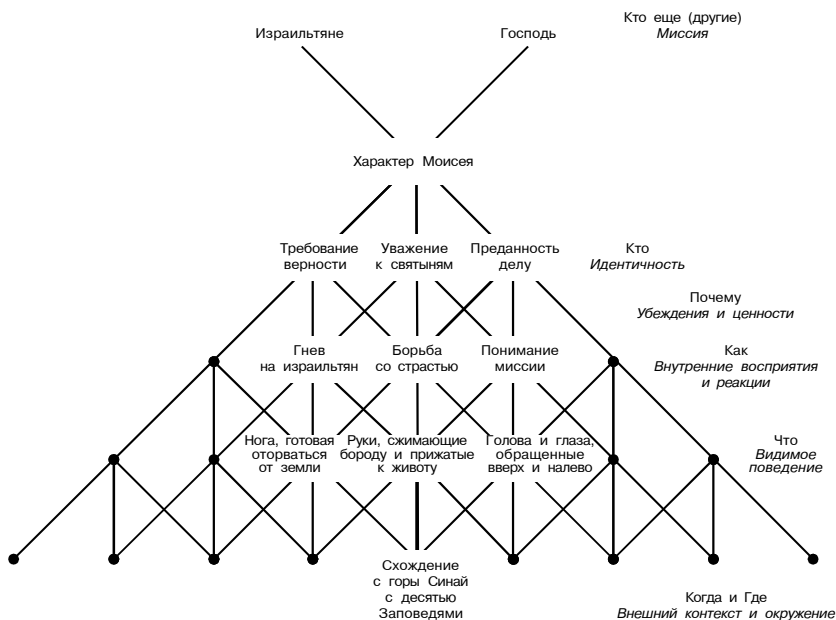 Кто еще (другие)
Миссия
Израильтяне
Господь
Характер Моисея
Требование
верности
Уважение
к святыням
Преданность
делу
Кто
Идентичность
Почему
Убеждения и ценности
Гнев
на израильтян
Борьба
со страстью
Понимание
миссии
Как
Внутренние восприятия
и реакции
Нога, готовая
оторваться
от земли
Руки, сжимающие
бороду и прижатые
к животу
Голова и глаза,
обращенные
вверх и налево
Что
Видимое
поведение
Схождение
с горы Синай
с десятью
Заповедями
Когда и Где
Внешний контекст и окружение